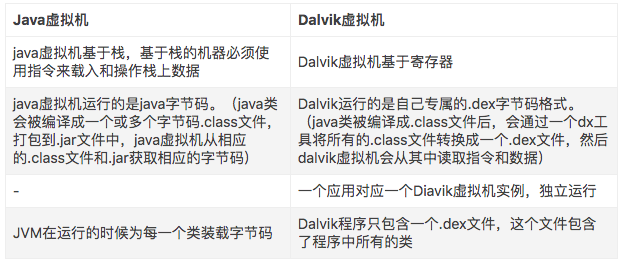 Java虚拟机
Dalvik虚拟机
java虚拟机基于栈，基于栈的机器必须使
用指令来载入和操作栈上数据
Dalvik虚拟机基于寄存器
java虚拟机运行的是java字节码。（java类
会被编译成一个或多个字节码.class文件，
打包到.jar文件中，java虚拟机从相应
的.class文件和.jar获取相应的字节码）
Dalvik运行的是自己专属的.dex字节码格式。
（java类被编译成.class文件后，会通过一个dx工
具将所有的.class文件转换成一个.dex文件，然后
dalvik虚拟机会从其中读取指令和数据）
-
一个应用对应一个Diavik虚拟机实例，独立运行
JVM在运行的时候为每一个类装载字节码
Dalvik程序只包含一个.dex文件，这个文件包含
了程序中所有的类